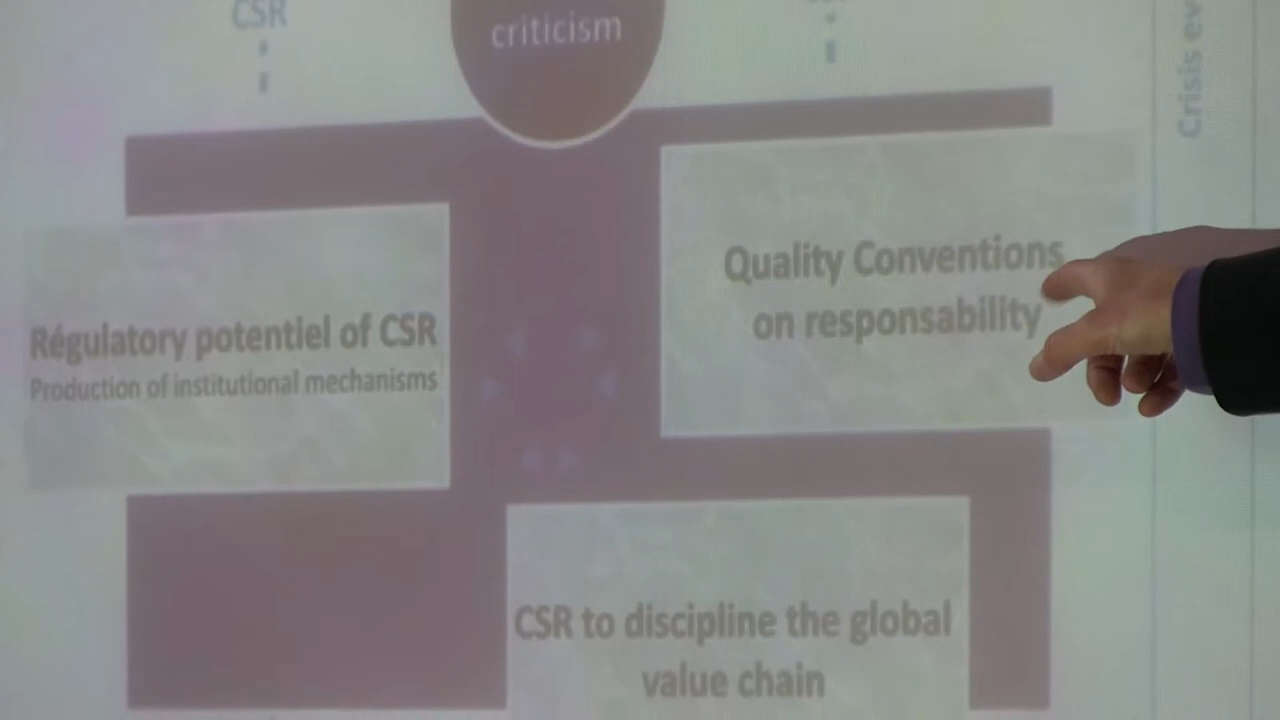 CSR
criticism
Crisis ev
Quality Conventions
on responsability
Régulatory potentiel of CSR
Production of institutional mechanisms
CSR to discipline the global
value chain